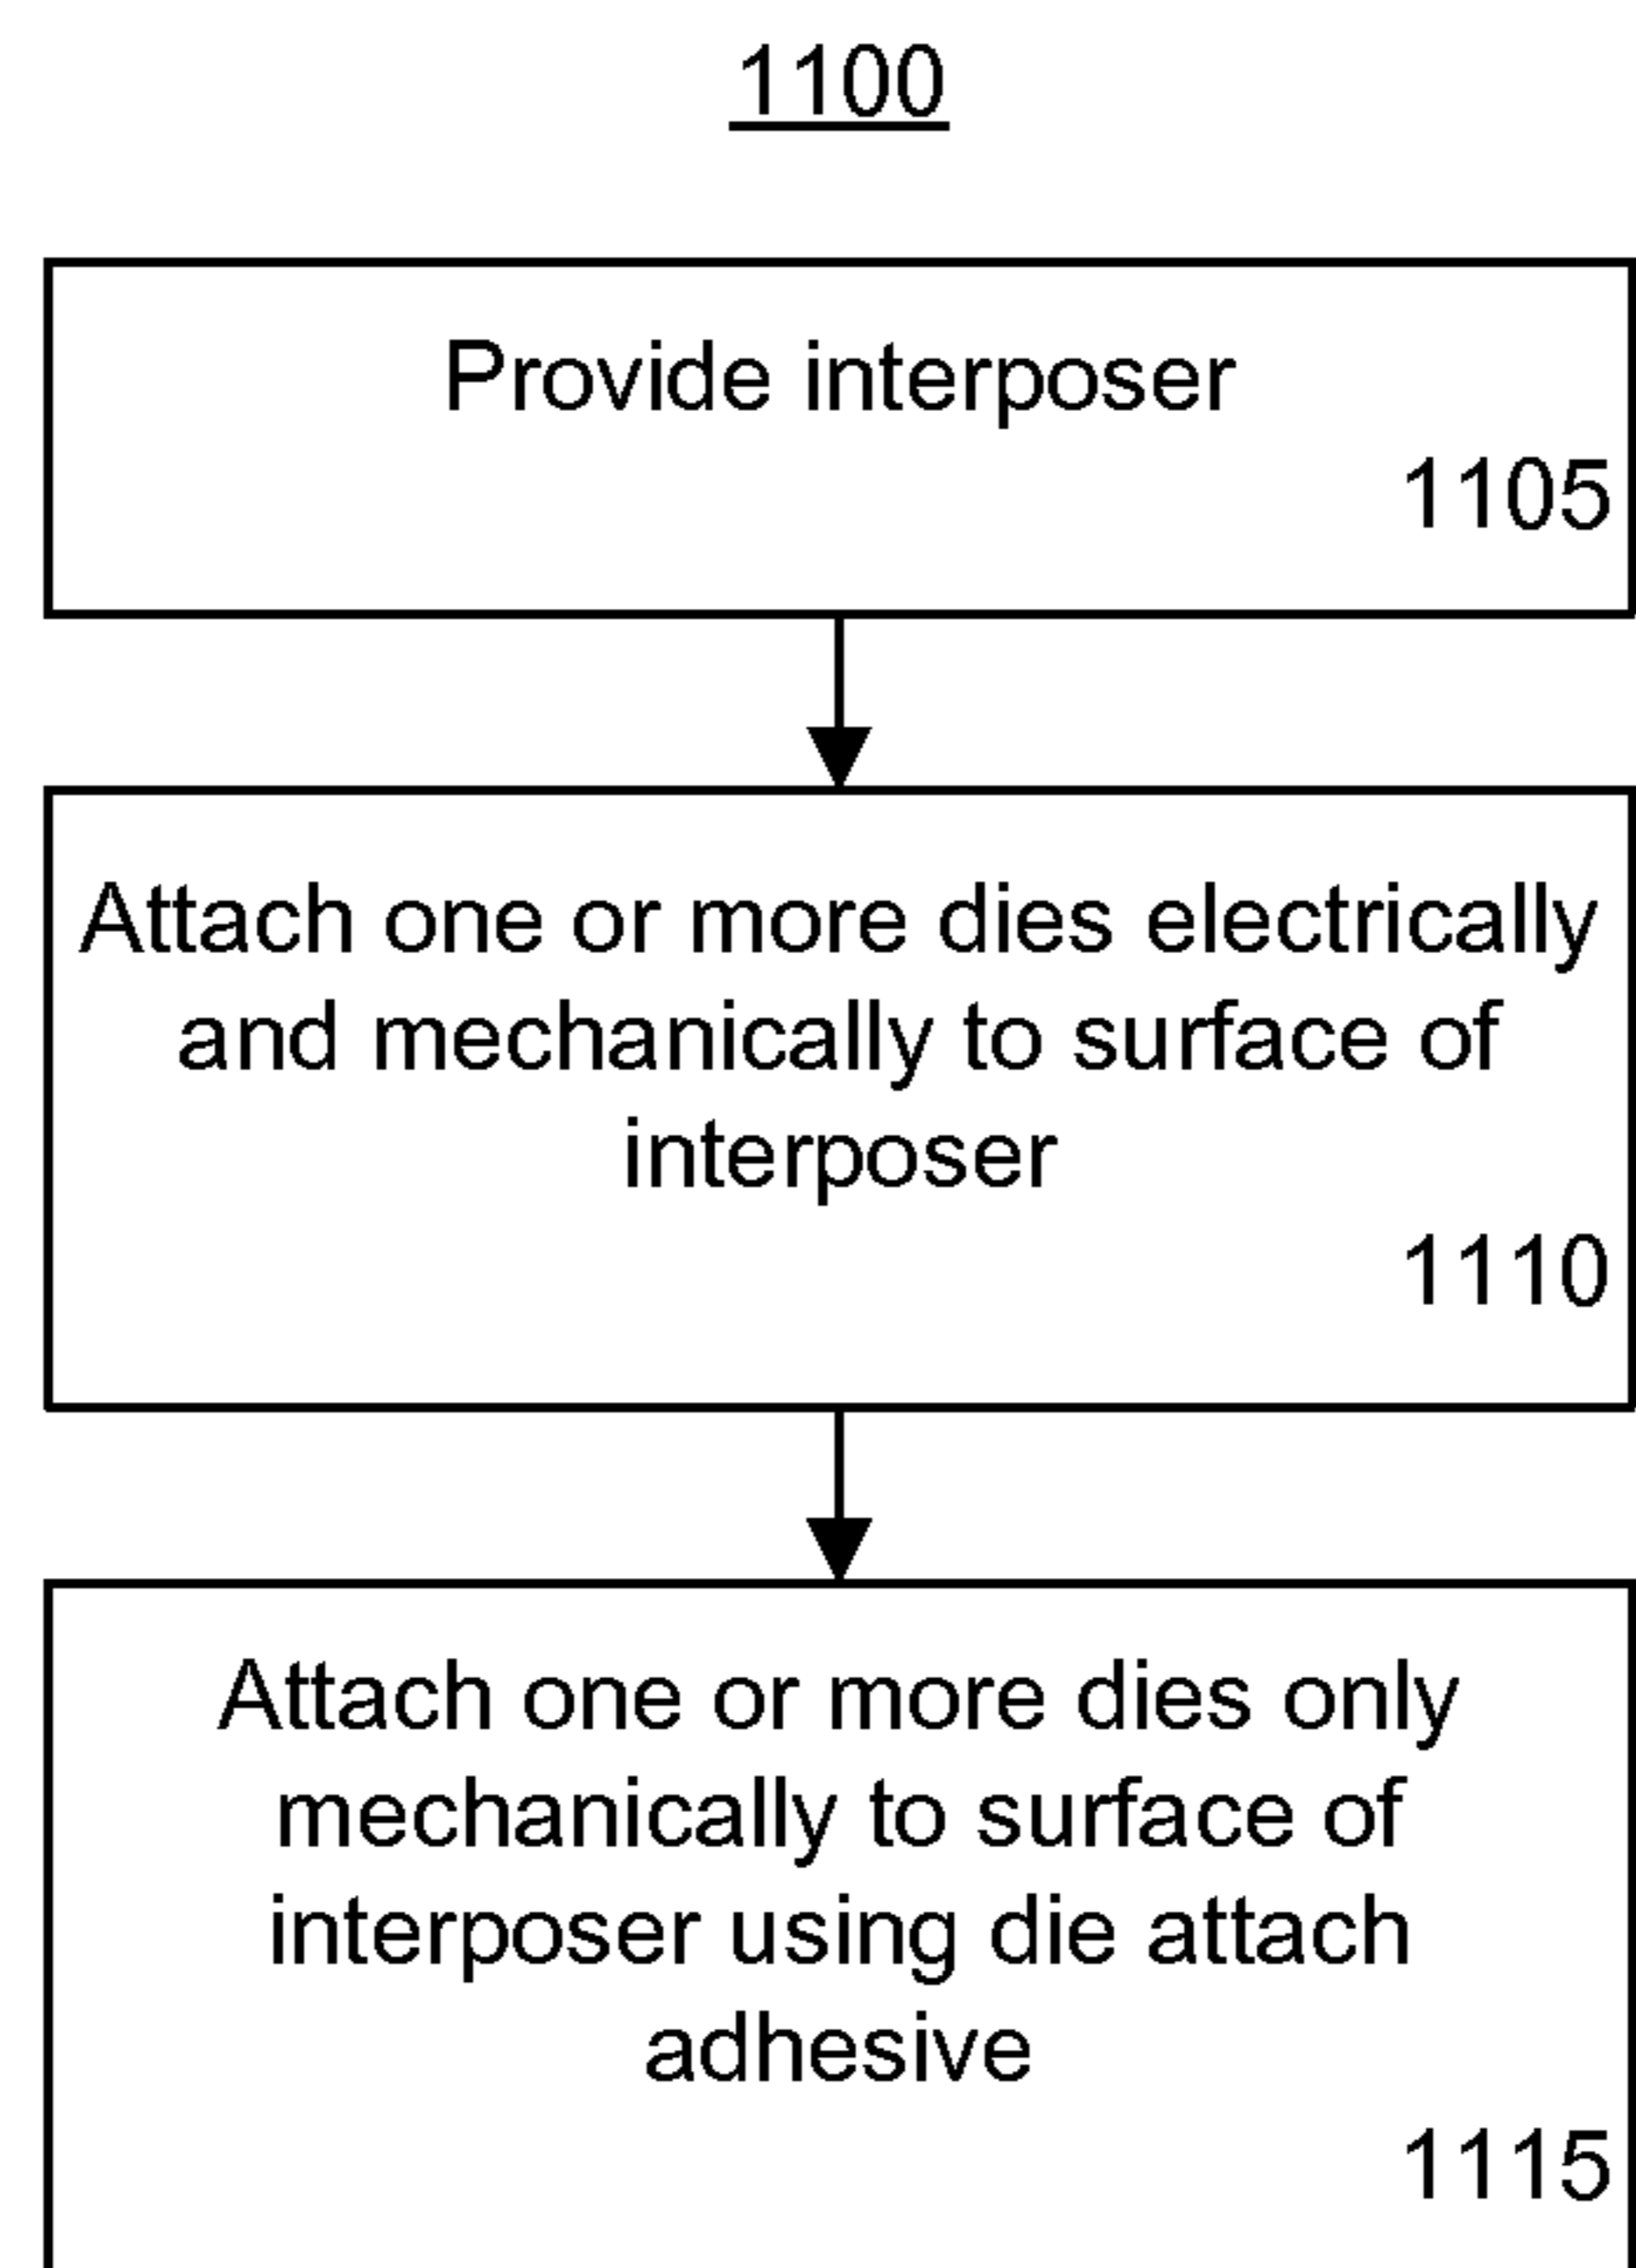 1100
Provide interposer
1105
Attach one or more dies electrically
and mechanically to surface of
interposer
1110
Attach one or more dies only
mechanically to surface of
interposer using die attach
adhesive
1115